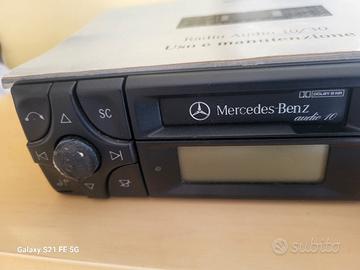 Radio Audio 10/30
Uso e manutenzione
DOLBY B NR
SC
Mercedes-Benz
audio 10
Galaxy S21 FE 5G
subito